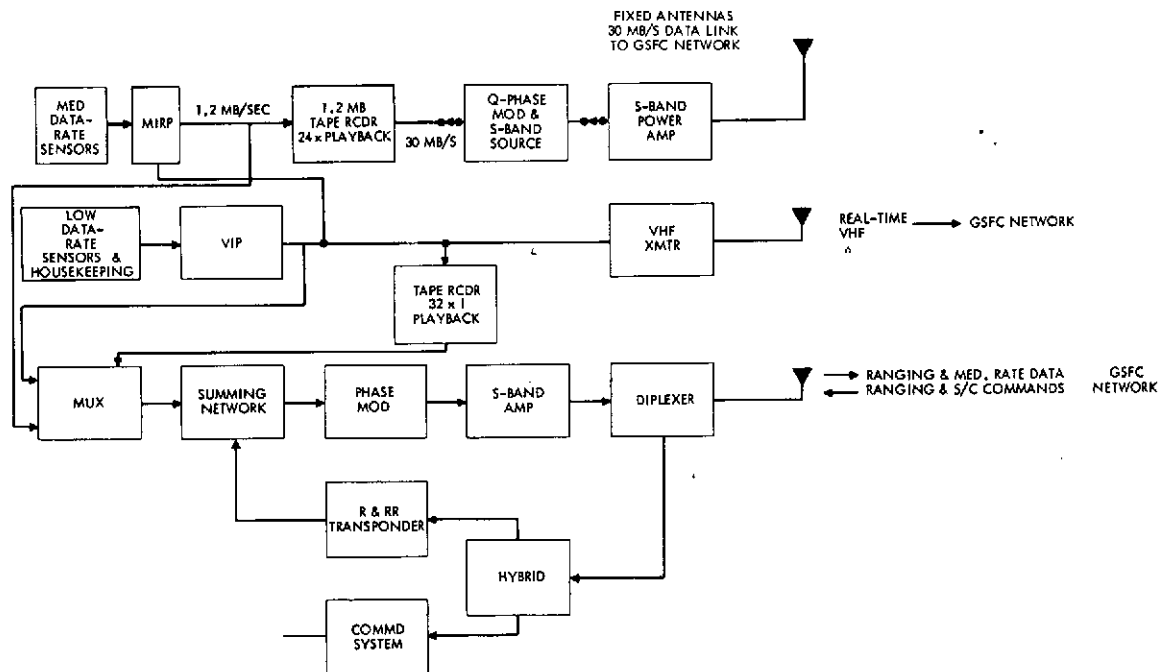 FIXED ANTENNAS
30 MB/S DATA LINK
TO GSFC NETWORK
MED
DATA-
RATE
SENSORS
MIRP
1,2 MB/SEC
1,2 MB
TAPE RCDR
24 x PLAYBACK
30 MB/S
Q-PHASE
MOD &
S-BAND
SOURCE
S-BAND
POWER
AMP
LOW
DATA-
RATE
SENSORS &
HOUSEKEEPING
VIP
VHF
XMTR
REAL-TIME
VHF
GSFC NETWORK
TAPE RCDR
32 x 1
PLAYBACK
MUX
SUMMING
NETWORK
PHASE
MOD
S-BAND
AMP
DIPLEXER
RANGING & MED. RATE DATA
RANGING & S/C COMMANDS
GSFC
NETWORK
R & RR
TRANSPONDER
HYBRID
COMMD
SYSTEM